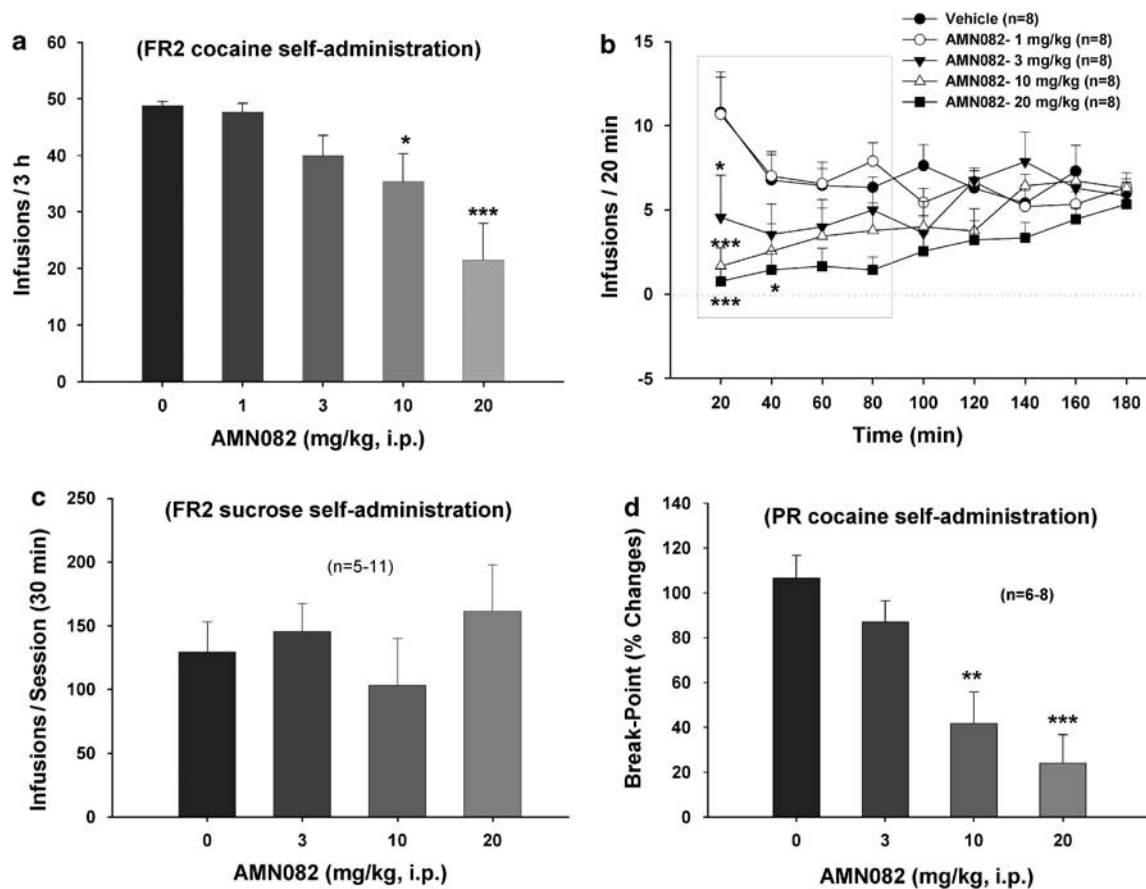 a
(FR2 cocaine self-administration)
60
50
40
30
20
10
0
Infusions / 3 h
*
***
0 1 3 10 20
AMN082 (mg/kg, i.p.)
b
Vehicle (n=8)
AMN082- 1 mg/kg (n=8)
AMN082- 3 mg/kg (n=8)
AMN082- 10 mg/kg (n=8)
AMN082- 20 mg/kg (n=8)
15
10
5
0
-5
Infusions / 20 min
*
***
***
*
20 40 60 80 100 120 140 160 180
Time (min)
c
(FR2 sucrose self-administration)
(n=5-11)
250
200
150
100
50
0
Infusions / Session (30 min)
0 3 10 20
AMN082 (mg/kg, i.p.)
d
(PR cocaine self-administration)
(n=6-8)
140
120
100
80
60
40
20
0
Break-Point (% Changes)
**
***
0 3 10 20
AMN082 (mg/kg, i.p.)